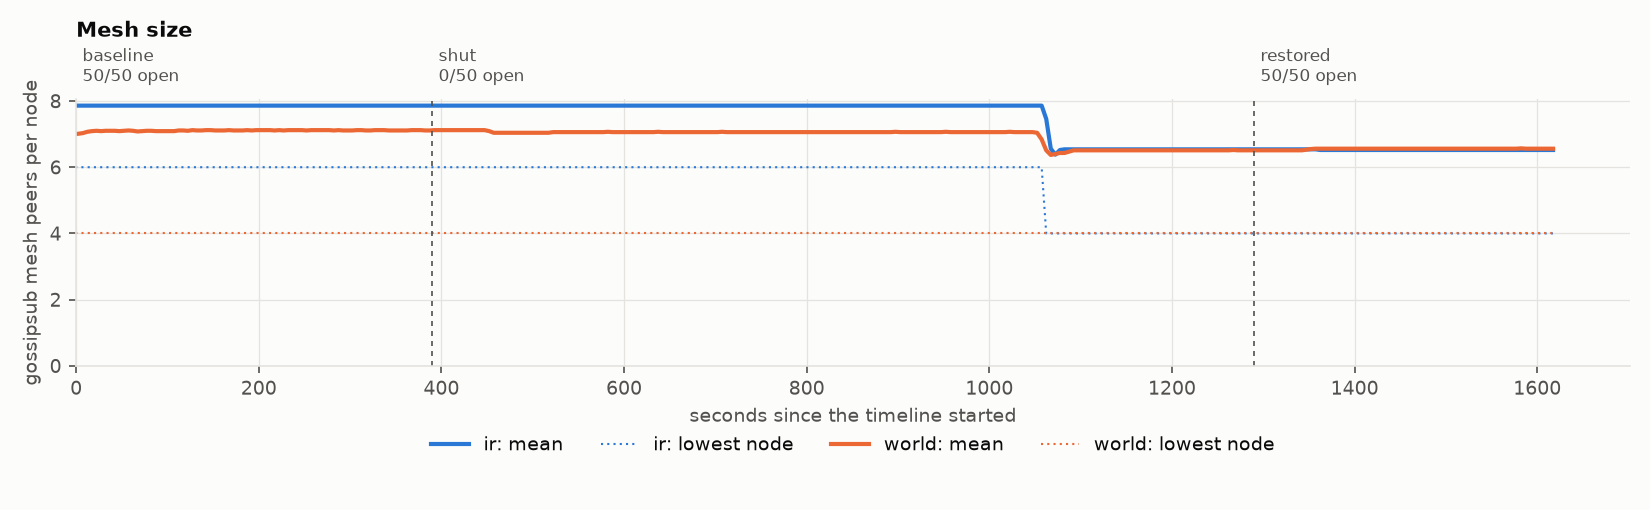 Mesh size
baseline
50/50 open
shut
0/50 open
restored
50/50 open
gossipsub mesh peers per node
8
6
4
2
0
0 200 400 600 800 1000 1200 1400 1600
seconds since the timeline started
ir: mean ir: lowest node world: mean world: lowest node